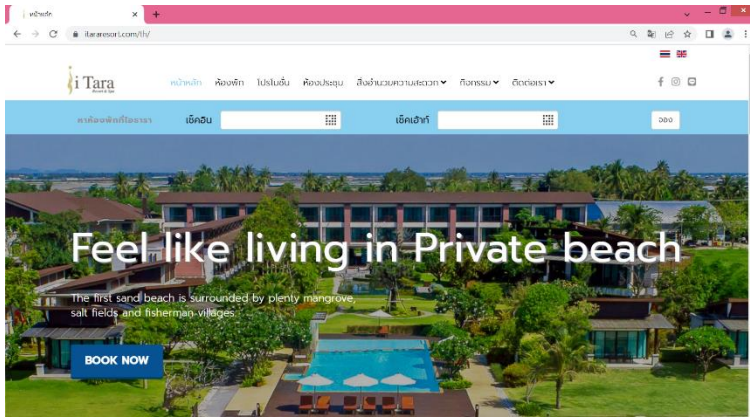 หน้าหลัก
itararesort.com/th/
i Tara
Resort & Spa
หน้าหลัก ห้องพัก โปรโมชั่น ห้องประชุม สิ่งอำนวยความสะดวก กิจกรรม ติดต่อเรา
หาห้องพักที่ไอธารา เช็คอิน เช็คเอ้าท์ จอง
Feel like living in Private beach
The first sand beach is surrounded by plenty mangrove,
salt fields and fisherman villages.
BOOK NOW